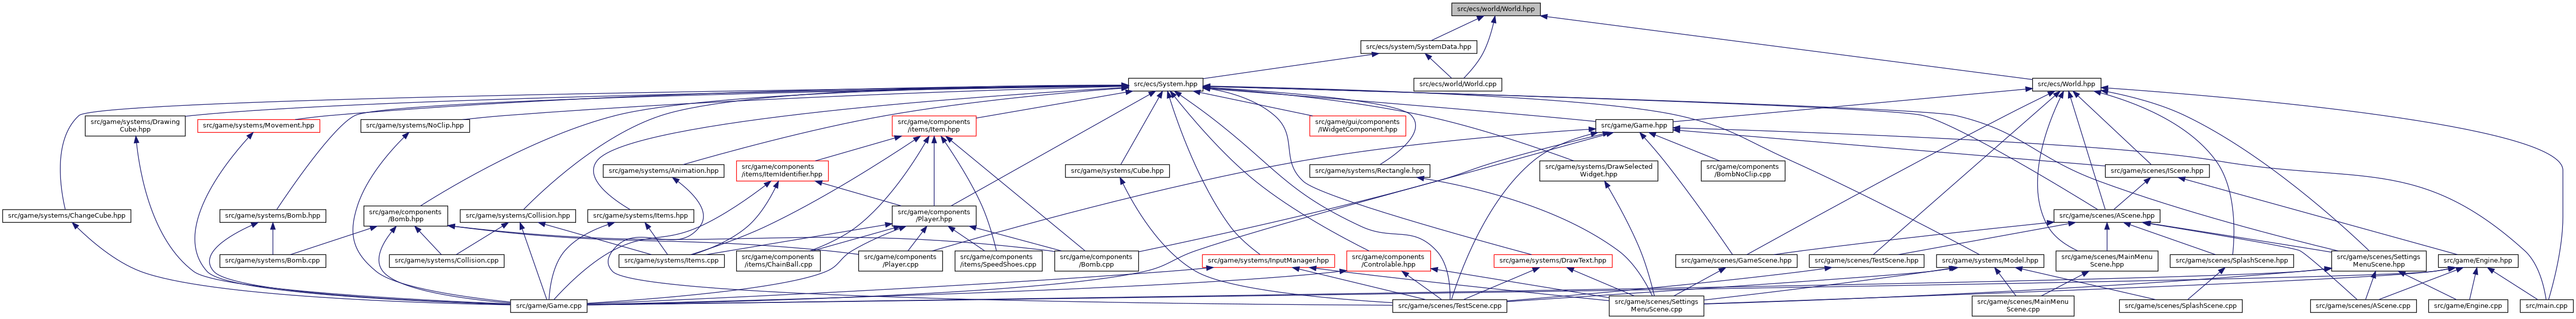 src/ecs/world/World.hpp
src/ecs/system/SystemData.hpp
src/ecs/System.hpp
src/ecs/world/World.cpp
src/ecs/World.hpp
src/game/systems/Drawing
Cube.hpp
src/game/systems/Movement.hpp
src/game/systems/NoClip.hpp
src/game/components
/items/Item.hpp
src/game/gui/components
/IWidgetComponent.hpp
src/game/Game.hpp
src/game/systems/Animation.hpp
src/game/components
/items/ItemIdentifier.hpp
src/game/systems/Cube.hpp
src/game/systems/Rectangle.hpp
src/game/systems/DrawSelected
Widget.hpp
src/game/components
/BombNoClip.cpp
src/game/scenes/IScene.hpp
src/game/systems/ChangeCube.hpp
src/game/systems/Bomb.hpp
src/game/components
/Bomb.hpp
src/game/systems/Collision.hpp
src/game/systems/Items.hpp
src/game/components
/Player.hpp
src/game/scenes/AScene.hpp
src/game/systems/Bomb.cpp
src/game/systems/Collision.cpp
src/game/systems/Items.cpp
src/game/components
/items/ChainBall.cpp
src/game/components
/Player.cpp
src/game/components
/items/SpeedShoes.cpp
src/game/components
/Bomb.cpp
src/game/systems/InputManager.hpp
src/game/components
/Controlable.hpp
src/game/systems/DrawText.hpp
src/game/scenes/GameScene.hpp
src/game/scenes/TestScene.hpp
src/game/systems/Model.hpp
src/game/scenes/MainMenu
Scene.hpp
src/game/scenes/SplashScene.hpp
src/game/scenes/Settings
MenuScene.hpp
src/game/Engine.hpp
src/game/Game.cpp
src/game/scenes/TestScene.cpp
src/game/scenes/Settings
MenuScene.cpp
src/game/scenes/MainMenu
Scene.cpp
src/game/scenes/SplashScene.cpp
src/game/scenes/AScene.cpp
src/game/Engine.cpp
src/main.cpp